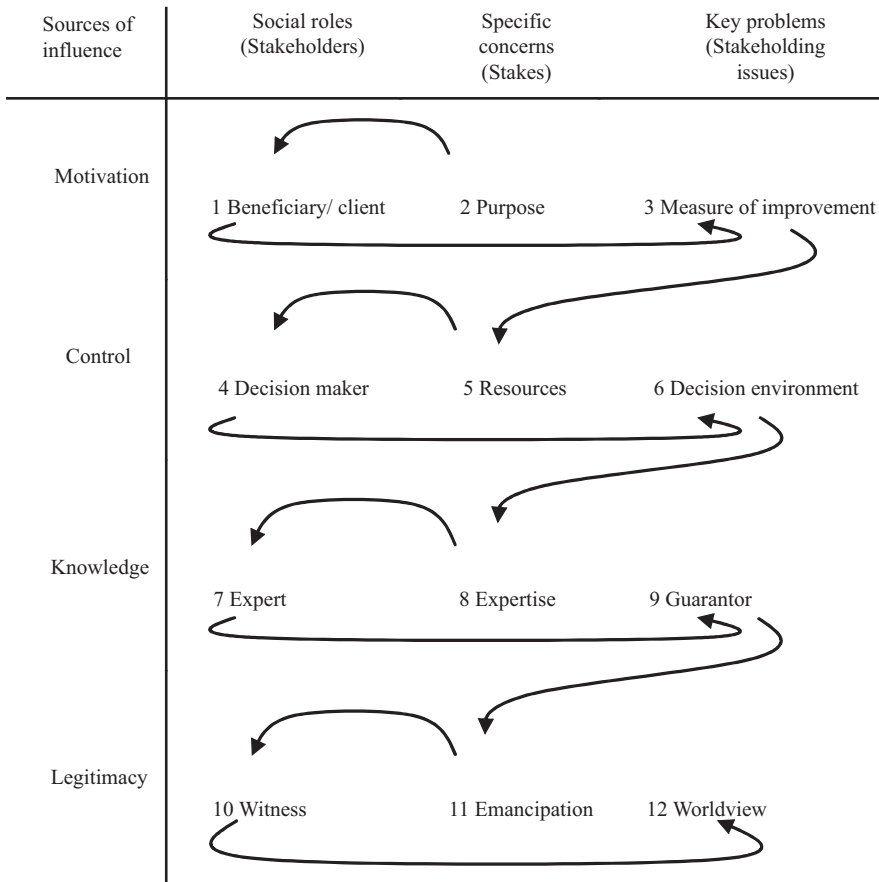 Sources of
influence
Social roles
(Stakeholders)
Specific
concerns
(Stakes)
Key problems
(Stakeholding
issues)
Motivation
1 Beneficiary/ client
2 Purpose
3 Measure of improvement
Control
4 Decision maker
5 Resources
6 Decision environment
Knowledge
7 Expert
8 Expertise
9 Guarantor
Legitimacy
10 Witness
11 Emancipation
12 Worldview